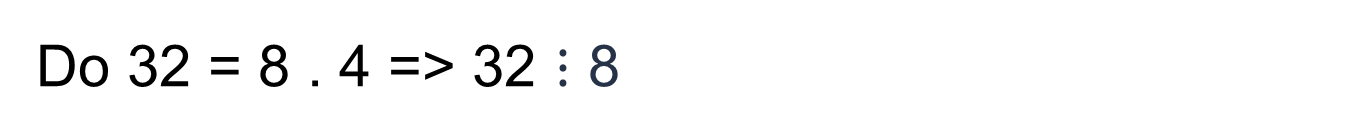 Do 32 = 8 . 4 => 32 ⋮ 8